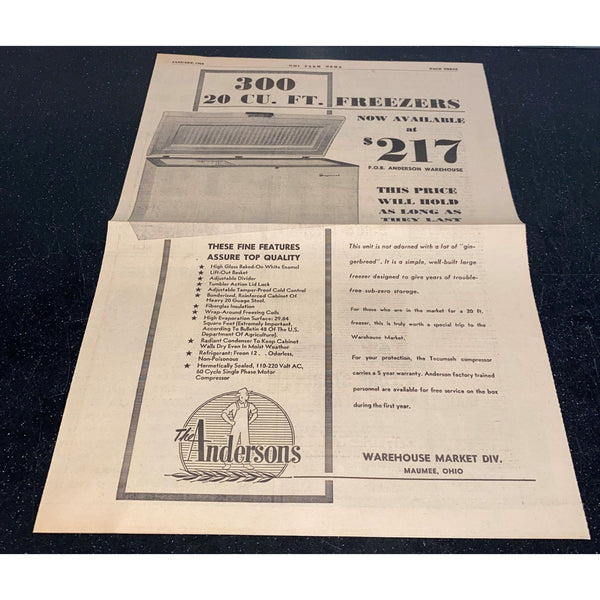 JANUARY, 1964
OHI FARM NEWS
PAGE THREE
300
20 CU. FT. FREEZERS
NOW AVAILABLE
at
$217
F.O.B. ANDERSON WAREHOUSE
THIS PRICE
WILL HOLD
AS LONG AS
THEY LAST
THESE FINE FEATURES
ASSURE TOP QUALITY
★ High Gloss Baked-On White Enamel
★ Lift-Out Basket
★ Adjustable Divider
★ Tumbler Action Lid Lock
★ Adjustable Tamper-Proof Cold Control
★ Bonderized, Reinforced Cabinet Of
Heavy 20 Guage Steel.
★ Fiberglas Insulation
★ Wrap-Around Freezing Coils
★ High Evaporation Surface: 29.84
Square Feet (Extremely Important,
According To Bulletin 48 Of The U.S.
Department Of Agriculture).
★ Radiant Condenser To Keep Cabinet
Walls Dry Even In Moist Weather
★ Refrigerant: Freon 12 . . Odorless,
Non-Poisonous
★ Hermetically Sealed, 110-220 Volt AC,
60 Cycle Single Phase Motor
Compressor
The Andersons
This unit is not adorned with a lot of "gin-
gerbread". It is a simple, well-built large
freezer designed to give years of trouble-
free sub-zero storage.
For those who are in the market for a 20 ft.
freezer, this is truly worth a special trip to the
Warehouse Market.
For your protection, the Tecumseh compressor
carries a 5 year warranty. Anderson factory trained
personnel are available for free service on the box
during the first year.
WAREHOUSE MARKET DIV.
MAUMEE, OHIO